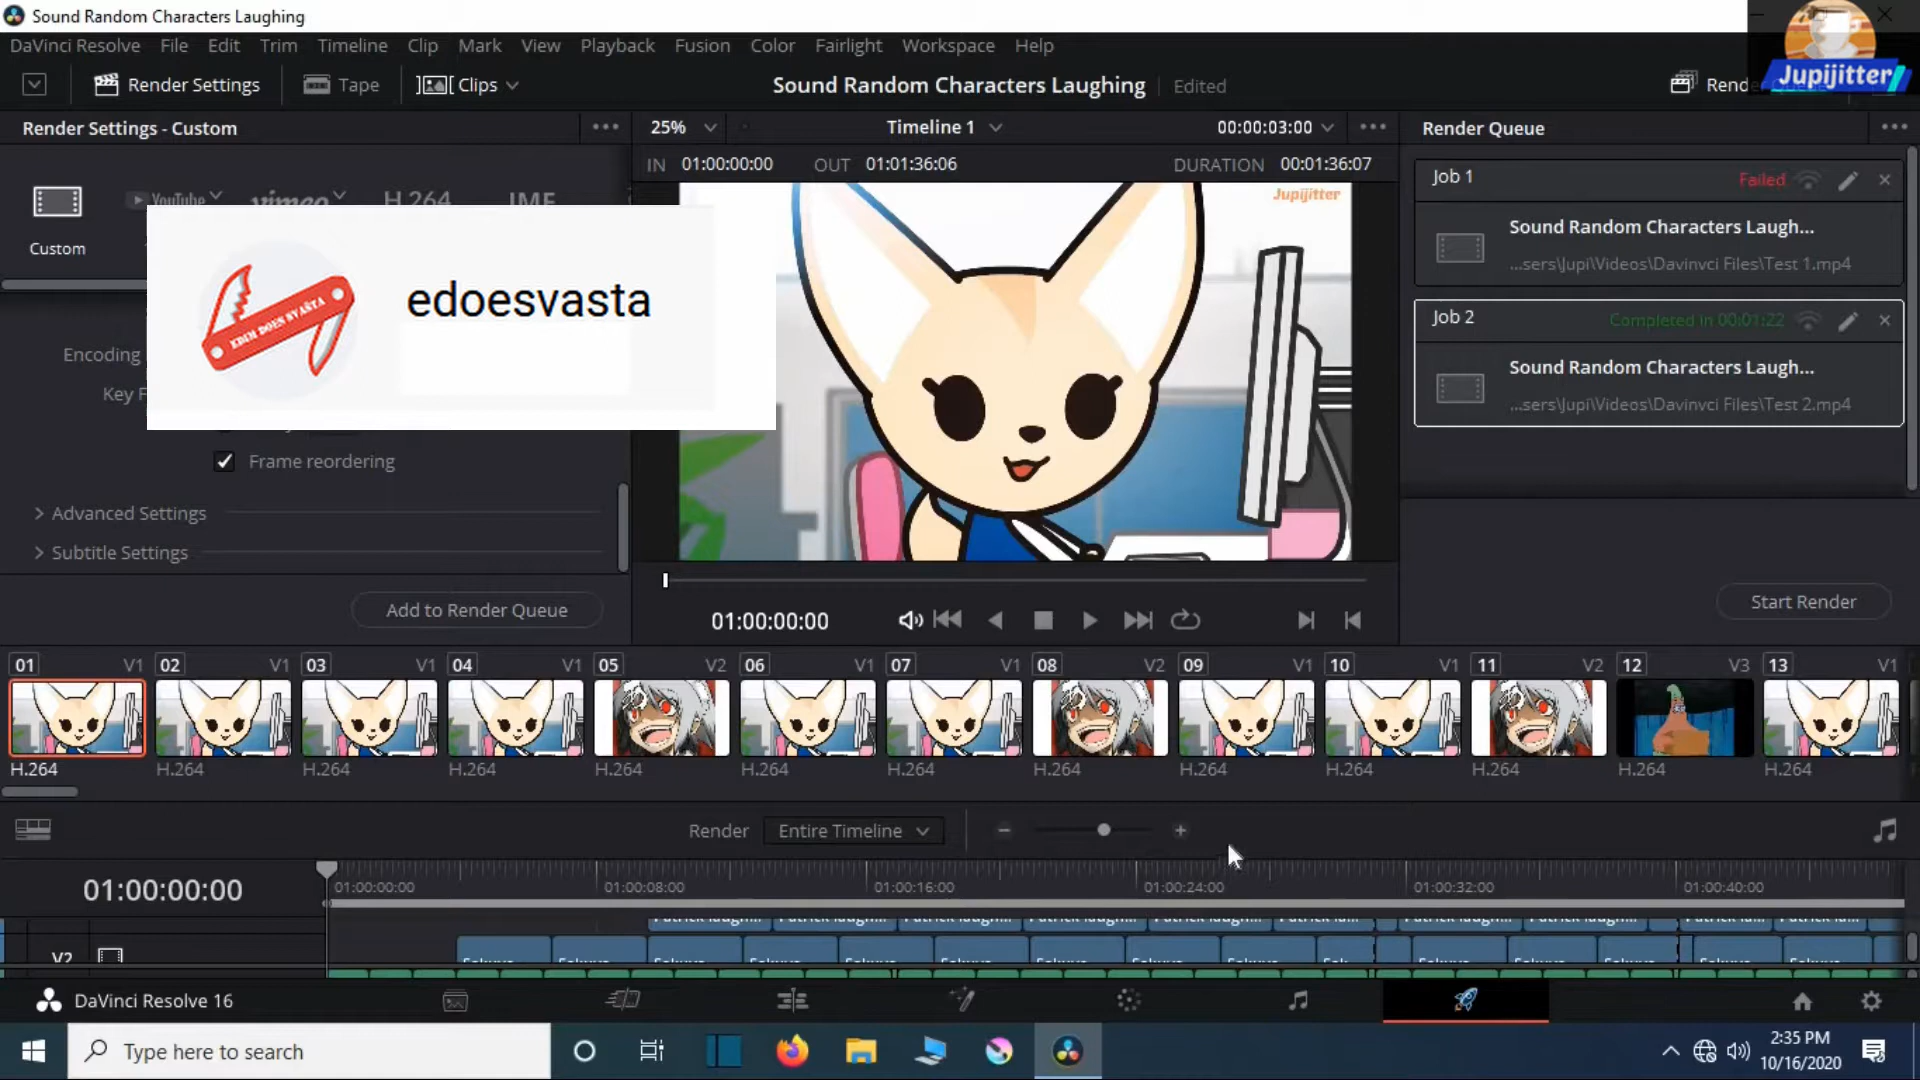 Sound Random Characters Laughing
DaVinci Resolve File Edit Trim Timeline Clip Mark View Playback Fusion Color Fairlight Workspace Help
Render Settings Tape Clips Sound Random Characters Laughing Edited
Jupijitter
Render Settings - Custom 25% Timeline 1 00:00:03:00 Render Queue
IN 01:00:00:00 OUT 01:01:36:06 DURATION 00:01:36:07
Job 1 Failed
YouTube vimeo H.264 IMF
Jupijitter
Sound Random Characters Laugh...
Custom
...sers\Jupi\Videos\Davinvci Files\Test 1.mp4
edoesvasta
EDIM DOES SVAŠTA
Job 2 Completed in 00:01:22
Encoding
Sound Random Characters Laugh...
Key F
...sers\Jupi\Videos\Davinvci Files\Test 2.mp4
Frame reordering
Advanced Settings
Subtitle Settings
Add to Render Queue
01:00:00:00
Start Render
01 V1 02 V1 03 V1 04 V1 05 V2 06 V1 07 V1 08 V2 09 V1 10 V1 11 V2 12 V3 13 V1
H.264 H.264 H.264 H.264 H.264 H.264 H.264 H.264 H.264 H.264 H.264 H.264 H.264
Render Entire Timeline
01:00:00:00
01:00:00:00 01:00:08:00 01:00:16:00 01:00:24:00 01:00:32:00 01:00:40:00
V2
DaVinci Resolve 16
Type here to search
2:35 PM
10/16/2020